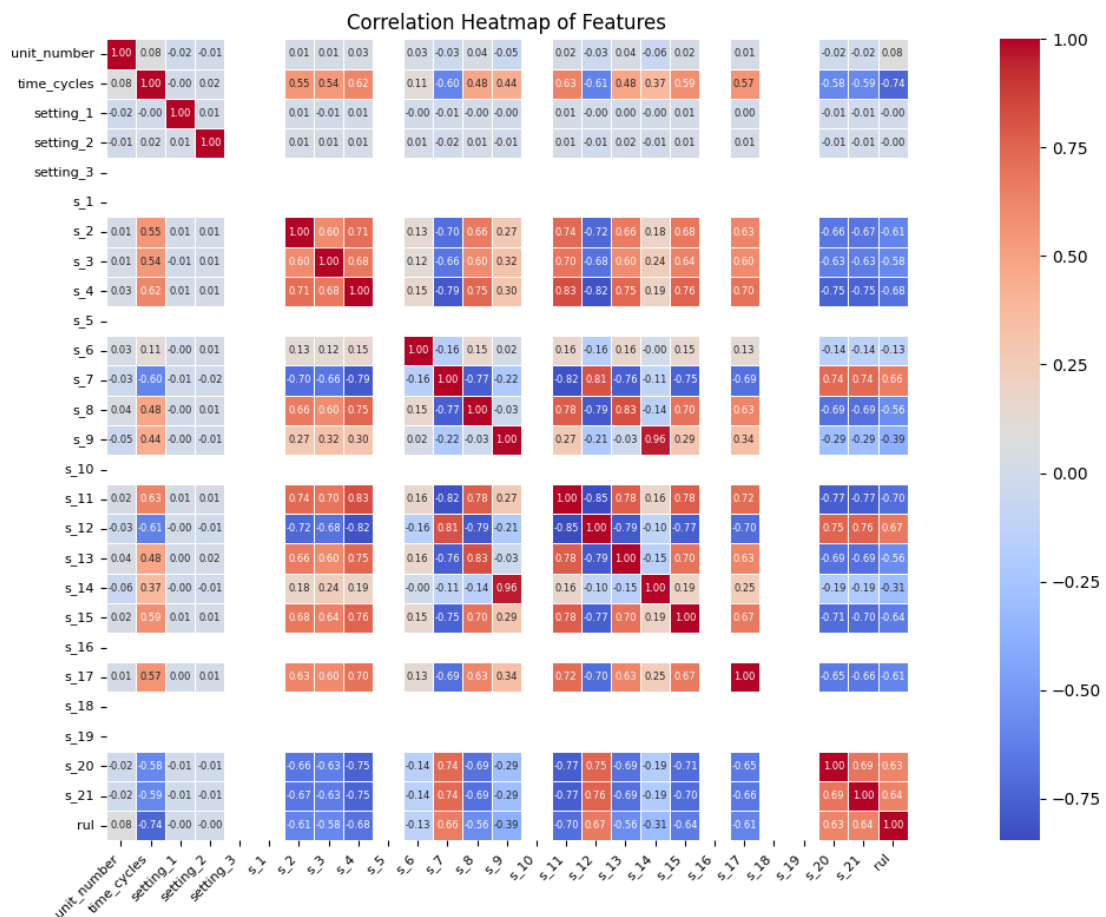 Correlation Heatmap of Features
unit_number 1.00 0.08 -0.02 -0.01 0.01 0.01 0.03 0.03 -0.03 0.04 -0.05 0.02 -0.03 0.04 -0.06 0.02 0.01 -0.02 -0.02 0.08
time_cycles 0.08 1.00 -0.00 0.02 0.55 0.54 0.62 0.11 -0.60 0.48 0.44 0.63 -0.61 0.48 0.37 0.59 0.57 -0.58 -0.59 -0.74
setting_1 -0.02 -0.00 1.00 0.01 0.01 -0.01 0.01 -0.00 -0.01 -0.00 -0.00 0.01 -0.00 0.00 -0.00 0.01 0.00 -0.01 -0.01 -0.00
setting_2 -0.01 0.02 0.01 1.00 0.01 0.01 0.01 0.01 -0.02 0.01 -0.01 0.01 -0.01 0.02 -0.01 0.01 0.01 -0.01 -0.01 -0.00
setting_3
s_1
s_2 0.01 0.55 0.01 0.01 1.00 0.60 0.71 0.13 -0.70 0.66 0.27 0.74 -0.72 0.66 0.18 0.68 0.63 -0.66 -0.67 -0.61
s_3 0.01 0.54 -0.01 0.01 0.60 1.00 0.68 0.12 -0.66 0.60 0.32 0.70 -0.68 0.60 0.24 0.64 0.60 -0.63 -0.63 -0.58
s_4 0.03 0.62 0.01 0.01 0.71 0.68 1.00 0.15 -0.79 0.75 0.30 0.83 -0.82 0.75 0.19 0.76 0.70 -0.75 -0.75 -0.68
s_5
s_6 0.03 0.11 -0.00 0.01 0.13 0.12 0.15 1.00 -0.16 0.15 0.02 0.16 -0.16 0.16 -0.00 0.15 0.13 -0.14 -0.14 -0.13
s_7 -0.03 -0.60 -0.01 -0.02 -0.70 -0.66 -0.79 -0.16 1.00 -0.77 -0.22 -0.82 0.81 -0.76 -0.11 -0.75 -0.69 0.74 0.74 0.66
s_8 0.04 0.48 -0.00 0.01 0.66 0.60 0.75 0.15 -0.77 1.00 -0.03 0.78 -0.79 0.83 -0.14 0.70 0.63 -0.69 -0.69 -0.56
s_9 -0.05 0.44 -0.00 -0.01 0.27 0.32 0.30 0.02 -0.22 -0.03 1.00 0.27 -0.21 -0.03 0.96 0.29 0.34 -0.29 -0.29 -0.39
s_10
s_11 0.02 0.63 0.01 0.01 0.74 0.70 0.83 0.16 -0.82 0.78 0.27 1.00 -0.85 0.78 0.16 0.78 0.72 -0.77 -0.77 -0.70
s_12 -0.03 -0.61 -0.00 -0.01 -0.72 -0.68 -0.82 -0.16 0.81 -0.79 -0.21 -0.85 1.00 -0.79 -0.10 -0.77 -0.70 0.75 0.76 0.67
s_13 0.04 0.48 0.00 0.02 0.66 0.60 0.75 0.16 -0.76 0.83 -0.03 0.78 -0.79 1.00 -0.15 0.70 0.63 -0.69 -0.69 -0.56
s_14 -0.06 0.37 -0.00 -0.01 0.18 0.24 0.19 -0.00 -0.11 -0.14 0.96 0.16 -0.10 -0.15 1.00 0.19 0.25 -0.19 -0.19 -0.31
s_15 0.02 0.59 0.01 0.01 0.68 0.64 0.76 0.15 -0.75 0.70 0.29 0.78 -0.77 0.70 0.19 1.00 0.67 -0.71 -0.70 -0.64
s_16
s_17 0.01 0.57 0.00 0.01 0.63 0.60 0.70 0.13 -0.69 0.63 0.34 0.72 -0.70 0.63 0.25 0.67 1.00 -0.65 -0.66 -0.61
s_18
s_19
s_20 -0.02 -0.58 -0.01 -0.01 -0.66 -0.63 -0.75 -0.14 0.74 -0.69 -0.29 -0.77 0.75 -0.69 -0.19 -0.71 -0.65 1.00 0.69 0.63
s_21 -0.02 -0.59 -0.01 -0.01 -0.67 -0.63 -0.75 -0.14 0.74 -0.69 -0.29 -0.77 0.76 -0.69 -0.19 -0.70 -0.66 0.69 1.00 0.64
rul 0.08 -0.74 -0.00 -0.00 -0.61 -0.58 -0.68 -0.13 0.66 -0.56 -0.39 -0.70 0.67 -0.56 -0.31 -0.64 -0.61 0.63 0.64 1.00
unit_number time_cycles setting_1 setting_2 setting_3 s_1 s_2 s_3 s_4 s_5 s_6 s_7 s_8 s_9 s_10 s_11 s_12 s_13 s_14 s_15 s_16 s_17 s_18 s_19 s_20 s_21 rul
1.00
0.75
0.50
0.25
0.00
−0.25
−0.50
−0.75